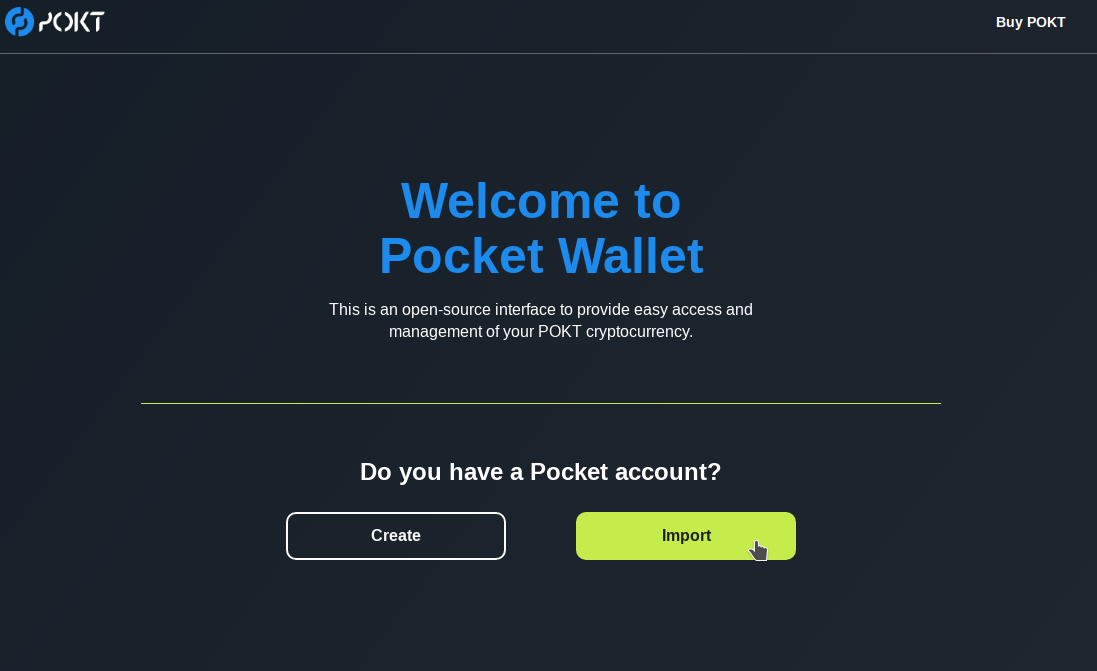 POKT
Buy POKT
Welcome to
Pocket Wallet
This is an open-source interface to provide easy access and
management of your POKT cryptocurrency.
Do you have a Pocket account?
Create
Import